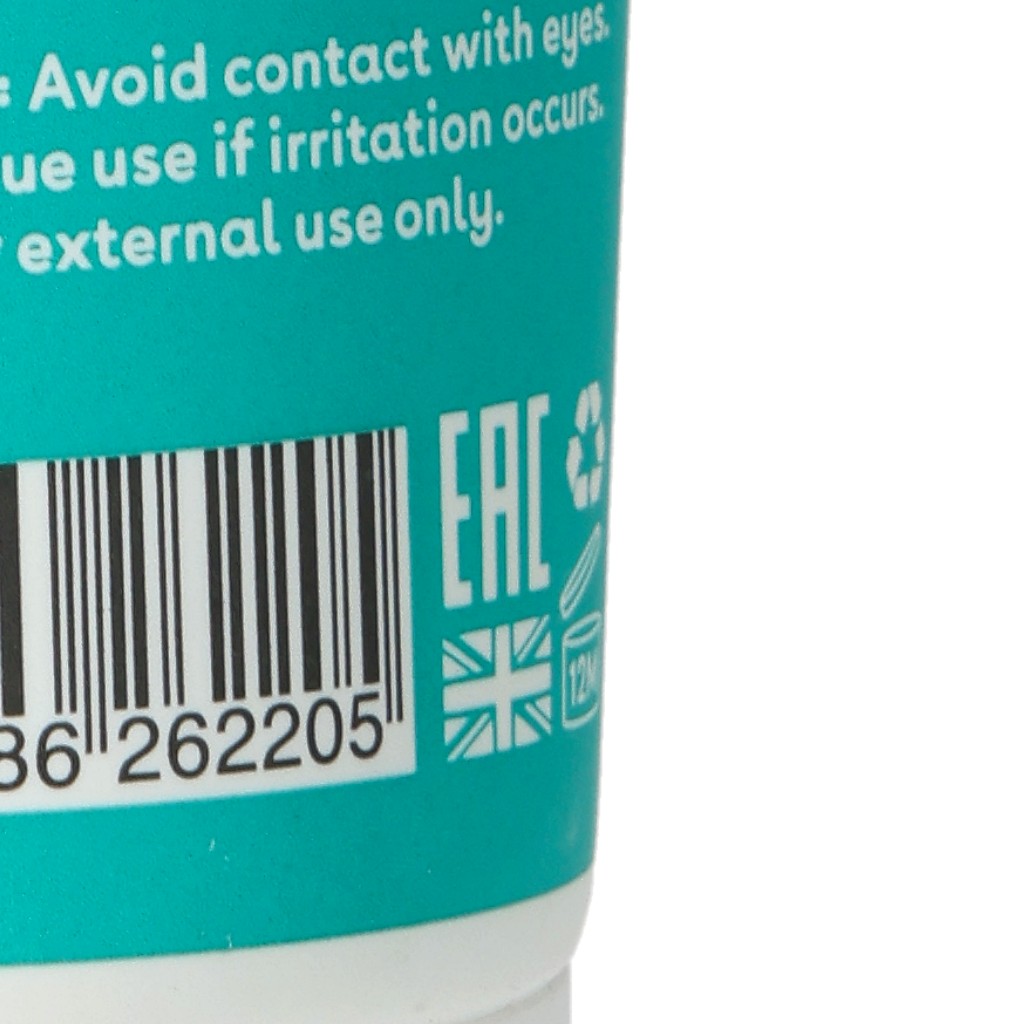 : Avoid contact with eyes.
ue use if irritation occurs.
external use only.
EAC
86 262205
12M